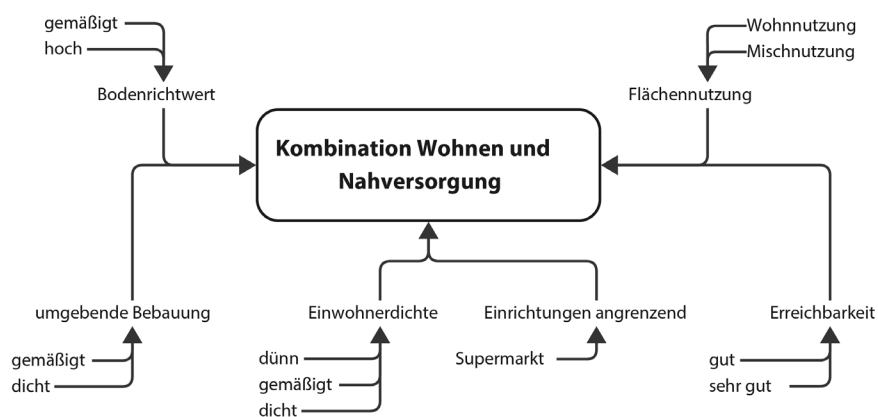 gemäßigt
hoch
Bodenrichtwert
Wohnnutzung
Mischnutzung
Flächennutzung
Kombination Wohnen und
Nahversorgung
umgebende Bebauung
gemäßigt
dicht
Einwohnerdichte
dünn
gemäßigt
dicht
Einrichtungen angrenzend
Supermarkt
Erreichbarkeit
gut
sehr gut